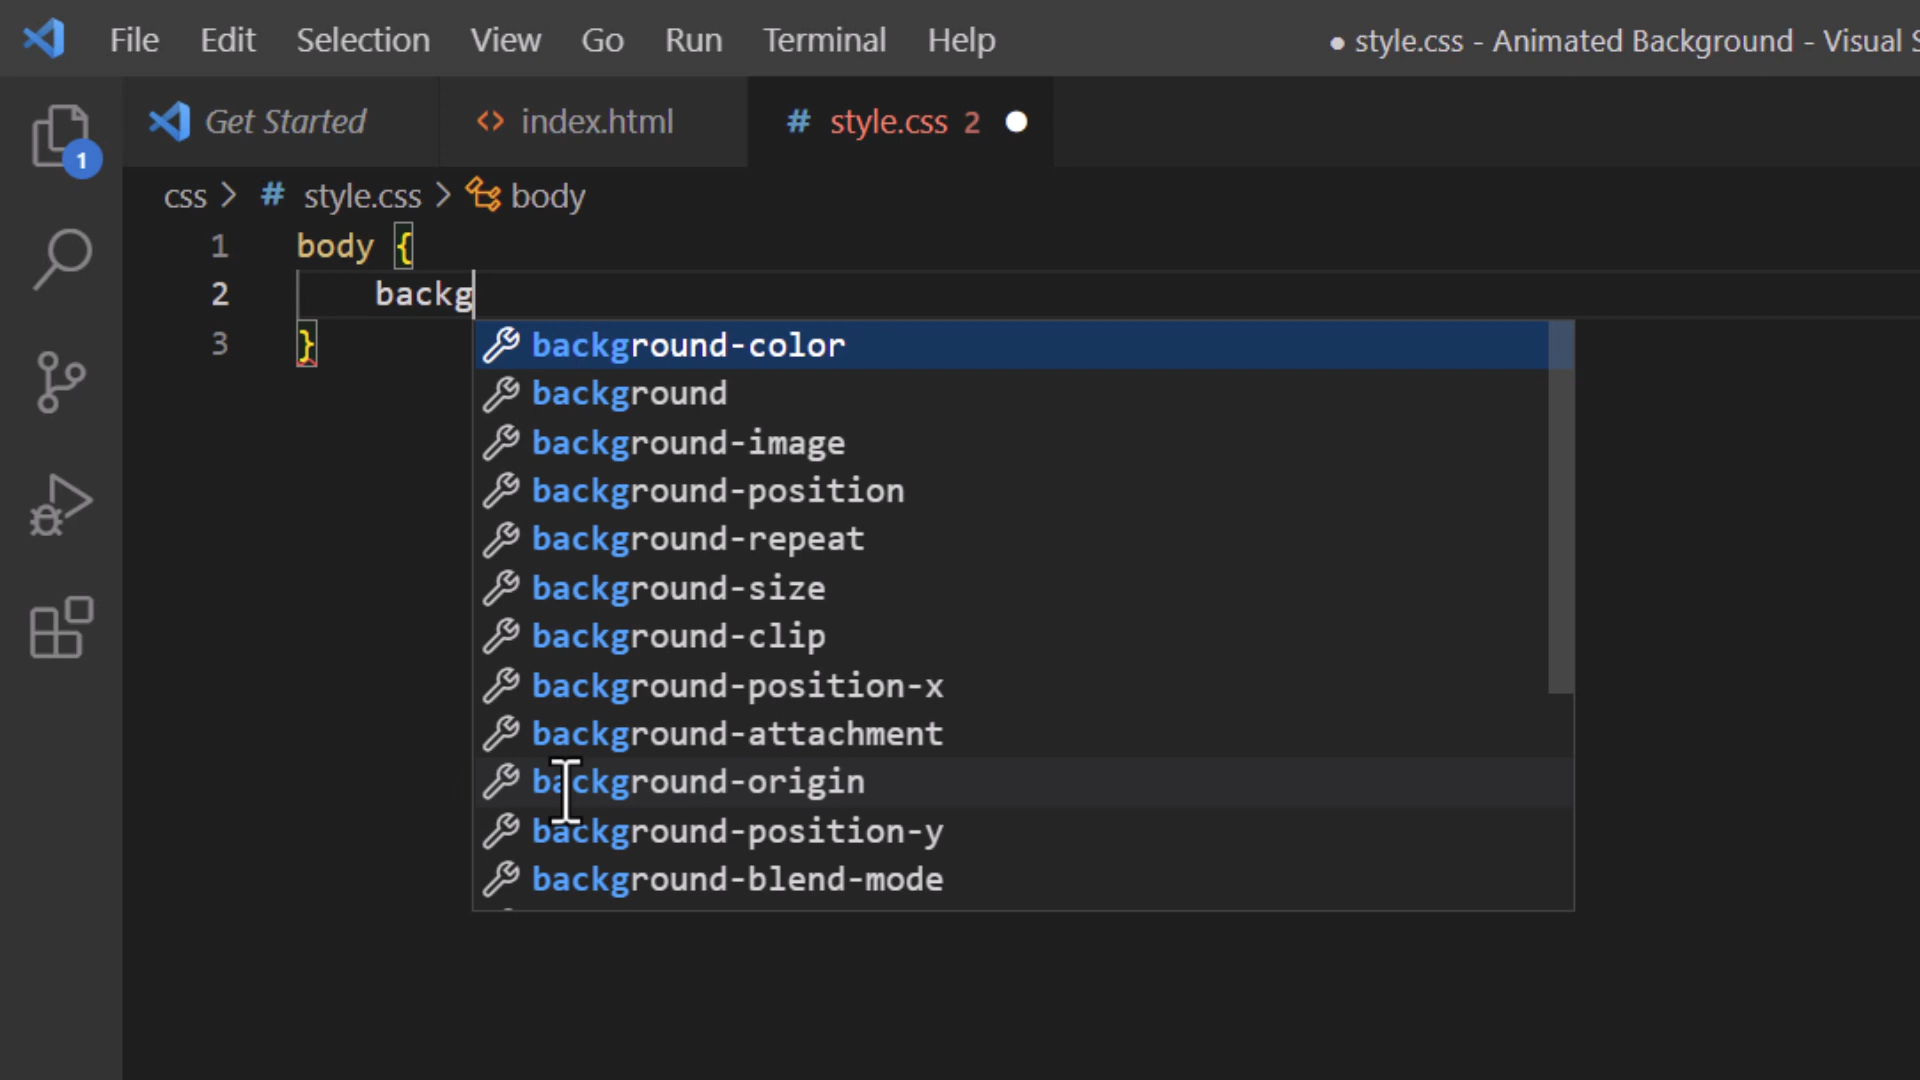 File Edit Selection View Go Run Terminal Help ● style.css - Animated Background - Visual S
1
Get Started <> index.html # style.css 2
css > # style.css > body
1 body {
2 backg
3 }
background-color
background
background-image
background-position
background-repeat
background-size
background-clip
background-position-x
background-attachment
background-origin
background-position-y
background-blend-mode